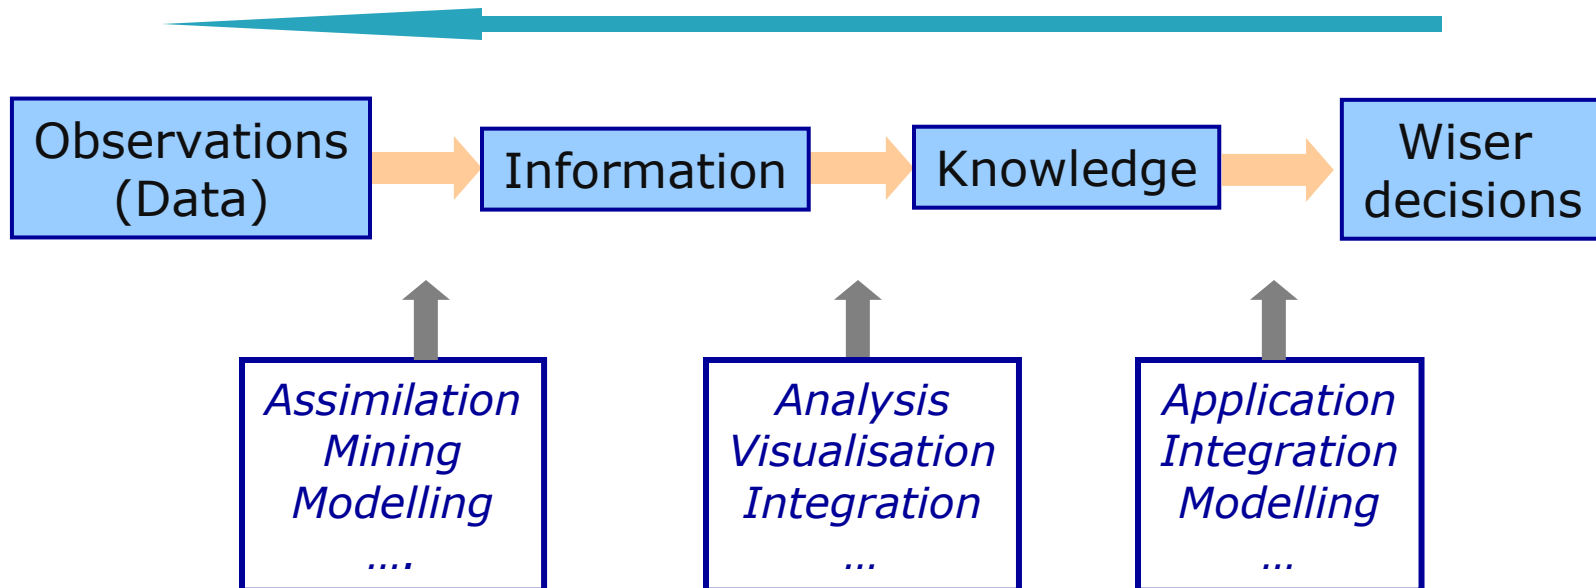 Observations
(Data)
Information
Knowledge
Wiser
decisions
Assimilation
Mining
Modelling
....
Analysis
Visualisation
Integration
...
Application
Integration
Modelling
...